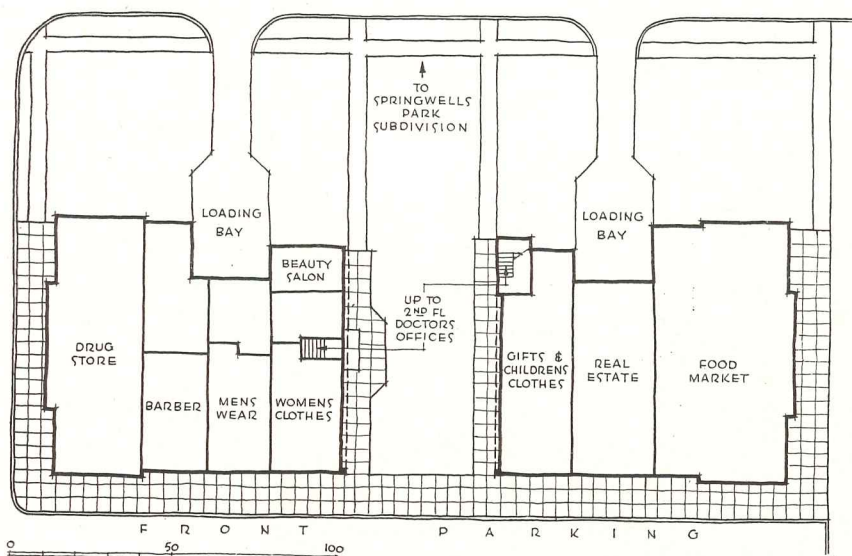 TO
SPRINGWELLS
PARK
SUBDIVISION
LOADING
BAY
LOADING
BAY
BEAUTY
SALON
UP TO
2ND FL
DOCTORS
OFFICES
DRUG
STORE
BARBER
MENS
WEAR
WOMENS
CLOTHES
GIFTS &
CHILDRENS
CLOTHES
REAL
ESTATE
FOOD
MARKET
FRONT PARKING
0 50 100